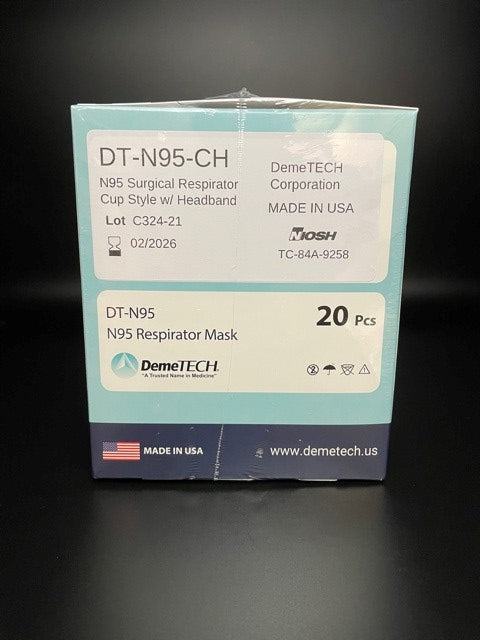 DT-N95-CH
N95 Surgical Respirator
Cup Style w/ Headband
Lot C324-21
02/2026
DemeTECH
Corporation
MADE IN USA
NIOSH
TC-84A-9258
DT-N95
N95 Respirator Mask
20 Pcs
DemeTECH
"A Trusted Name in Medicine"
MADE IN USA
www.demetech.us